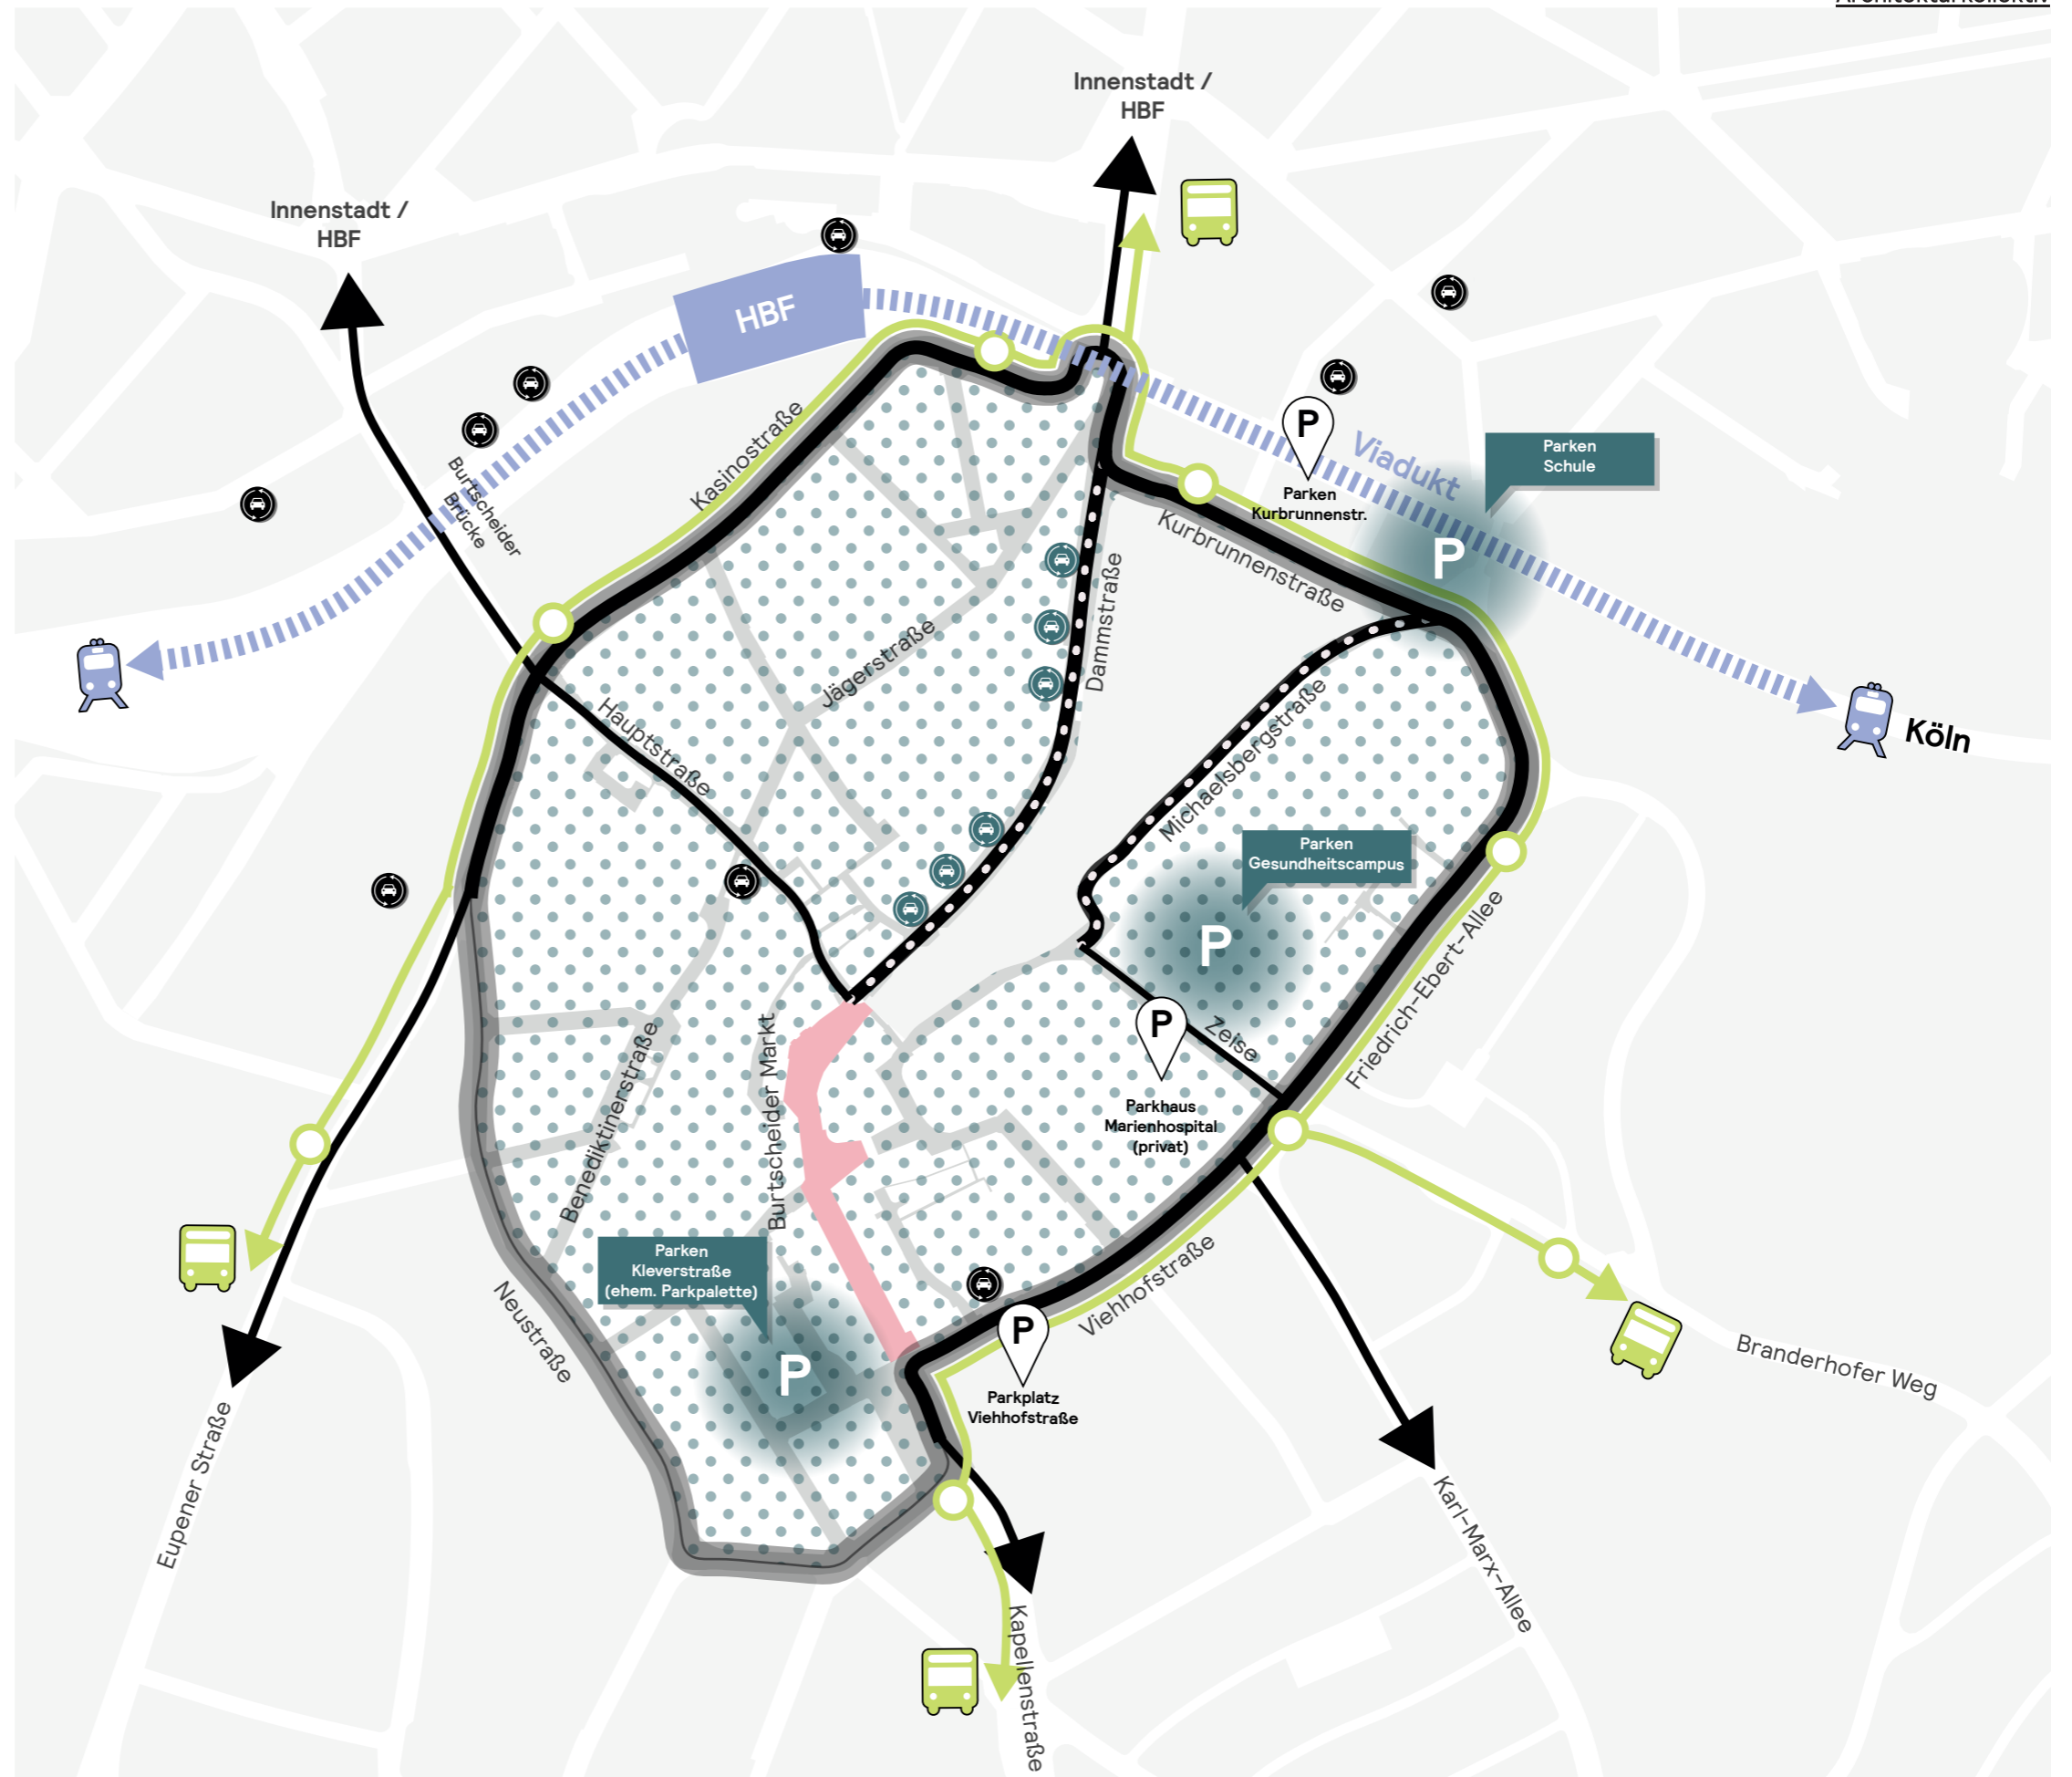 Innenstadt /
HBF
Innenstadt /
HBF
HBF
Burtscheider
Brücke
Kasinostraße
Viadukt
Parken
Schule
P
Parken
Kurbrunnenstr.
P
Kurbrunnenstraße
Dammstraße
Jägerstraße
Hauptstraße
Michaelsbergstraße
Köln
Parken
Gesundheitscampus
P
Friedrich-Ebert-Allee
P
Zeise
Parkhaus
Marienhospital
(privat)
Burtscheider Markt
Benediktinerstraße
Parken
Kleverstraße
(ehem. Parkpalette)
P
Neustraße
Viehhofstraße
P
Parkplatz
Viehhofstraße
Branderhofer Weg
Eupener Straße
Karl-Marx-Allee
Kapellenstraße